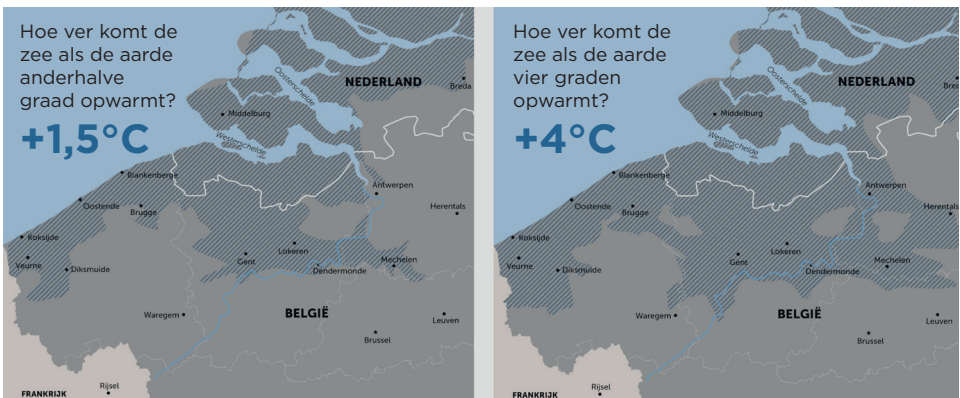 Hoe ver komt de
zee als de aarde
anderhalve
graad opwarmt?
+1,5°C
Oosterschelde
NEDERLAND
Breda
Middelburg
Westerschelde
Blankenberge
Antwerpen
Oostende
Brugge
Herentals
Koksijde
Lokeren
Veurne
Gent
Diksmuide
Dendermonde
Mechelen
Waregem
BELGIË
Leuven
Brussel
Rijsel
FRANKRIJK
Hoe ver komt de
zee als de aarde
vier graden
opwarmt?
+4°C
Oosterschelde
NEDERLAND
Bred
Middelburg
Westerschelde
Blankenberge
Antwerpen
Oostende
Brugge
Herentals
Koksijde
Lokeren
Veurne
Gent
Diksmuide
Dendermonde
Mechelen
Waregem
BELGIË
Leuven
Brussel
Rijsel
FRANKRIJK